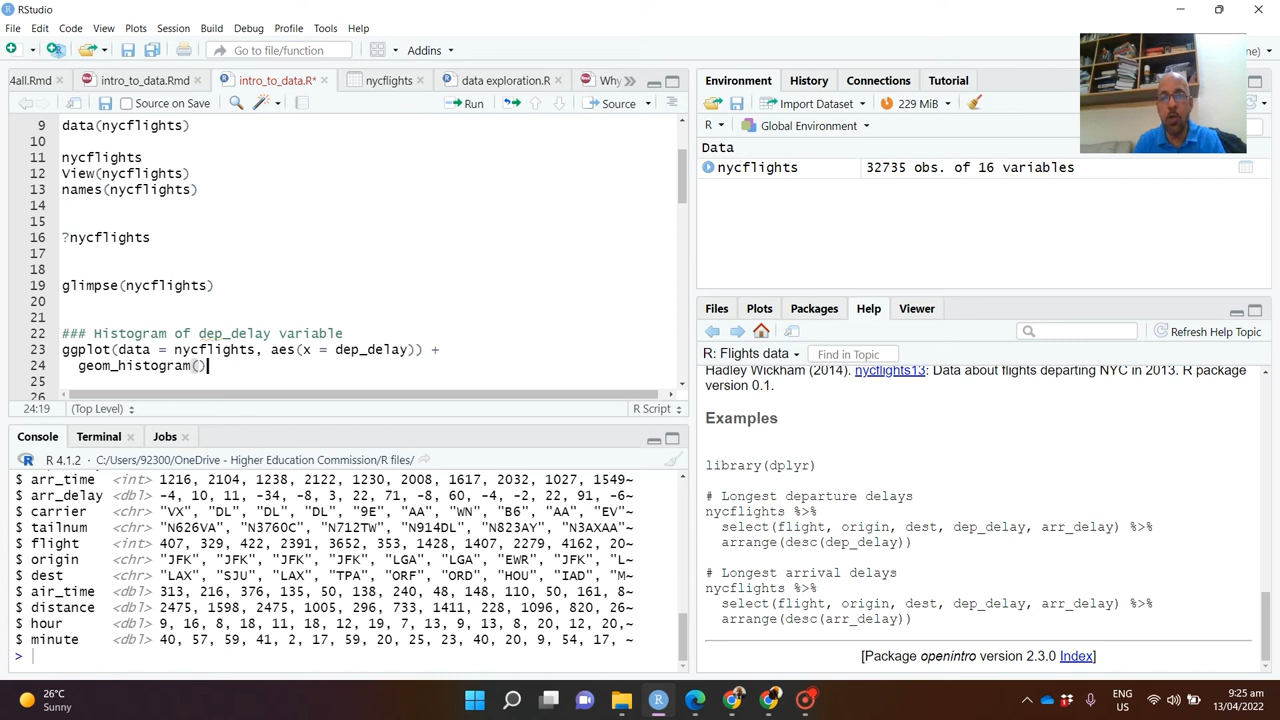 RStudio
File Edit Code View Plots Session Build Debug Profile Tools Help
Go to file/function Addins
4all.Rmd intro_to_data.Rmd intro_to_data.R* nycflights data exploration.R Why
Source on Save Run Source
9 data(nycflights)
10
11 nycflights
12 View(nycflights)
13 names(nycflights)
14
15
16 ?nycflights
17
18
19 glimpse(nycflights)
20
21
22 ### Histogram of dep_delay variable
23 ggplot(data = nycflights, aes(x = dep_delay)) +
24 geom_histogram()
25
26
24:19 (Top Level) R Script
Console Terminal Jobs
R 4.1.2 · C:/Users/92300/OneDrive - Higher Education Commission/R files/
$ arr_time <int> 1216, 2104, 1238, 2122, 1230, 2008, 1617, 2032, 1027, 1549~
$ arr_delay <dbl> -4, 10, 11, -34, -8, 3, 22, 71, -8, 60, -4, -2, 22, 91, -6~
$ carrier <chr> "VX", "DL", "DL", "DL", "9E", "AA", "WN", "B6", "AA", "EV"
$ tailnum <chr> "N626VA", "N3760C", "N712TW", "N914DL", "N823AY", "N3AXAA"
$ flight <int> 407, 329, 422, 2391, 3652, 353, 1428, 1407, 2279, 4162, 20
$ origin <chr> "JFK", "JFK", "JFK", "JFK", "LGA", "LGA", "EWR", "JFK", "L~
$ dest <chr> "LAX", "SJU", "LAX", "TPA", "ORF", "ORD", "HOU", "IAD", "M~
$ air_time <dbl> 313, 216, 376, 135, 50, 138, 240, 48, 148, 110, 50, 161, 8~
$ distance <dbl> 2475, 1598, 2475, 1005, 296, 733, 1411, 228, 1096, 820, 26~
$ hour <dbl> 9, 16, 8, 18, 11, 18, 12, 19, 7, 13, 9, 13, 8, 20, 12, 20,~
$ minute <dbl> 40, 57, 59, 41, 2, 17, 59, 20, 25, 23, 40, 20, 9, 54, 17, ~
>
Environment History Connections Tutorial
Import Dataset 229 MiB
R Global Environment
Data
nycflights 32735 obs. of 16 variables
Files Plots Packages Help Viewer
Refresh Help Topic
R: Flights data Find in Topic
Hadley Wickham (2014). nycflights13: Data about flights departing NYC in 2013. R package
version 0.1.
Examples
library(dplyr)
# Longest departure delays
nycflights %>%
select(flight, origin, dest, dep_delay, arr_delay) %>%
arrange(desc(dep_delay))
# Longest arrival delays
nycflights %>%
select(flight, origin, dest, dep_delay, arr_delay) %>%
arrange(desc(arr_delay))
[Package openintro version 2.3.0 Index]
26°C
Sunny
ENG
US
9:25 am
13/04/2022